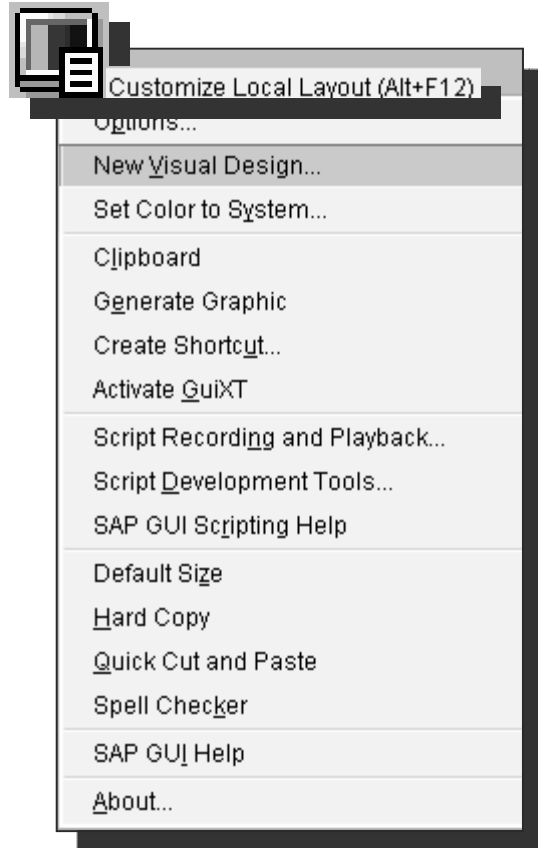 Customize Local Layout (Alt+F12)
Options...
New Visual Design...
Set Color to System...
Clipboard
Generate Graphic
Create Shortcut...
Activate GuiXT
Script Recording and Playback...
Script Development Tools...
SAP GUI Scripting Help
Default Size
Hard Copy
Quick Cut and Paste
Spell Checker
SAP GUI Help
About...